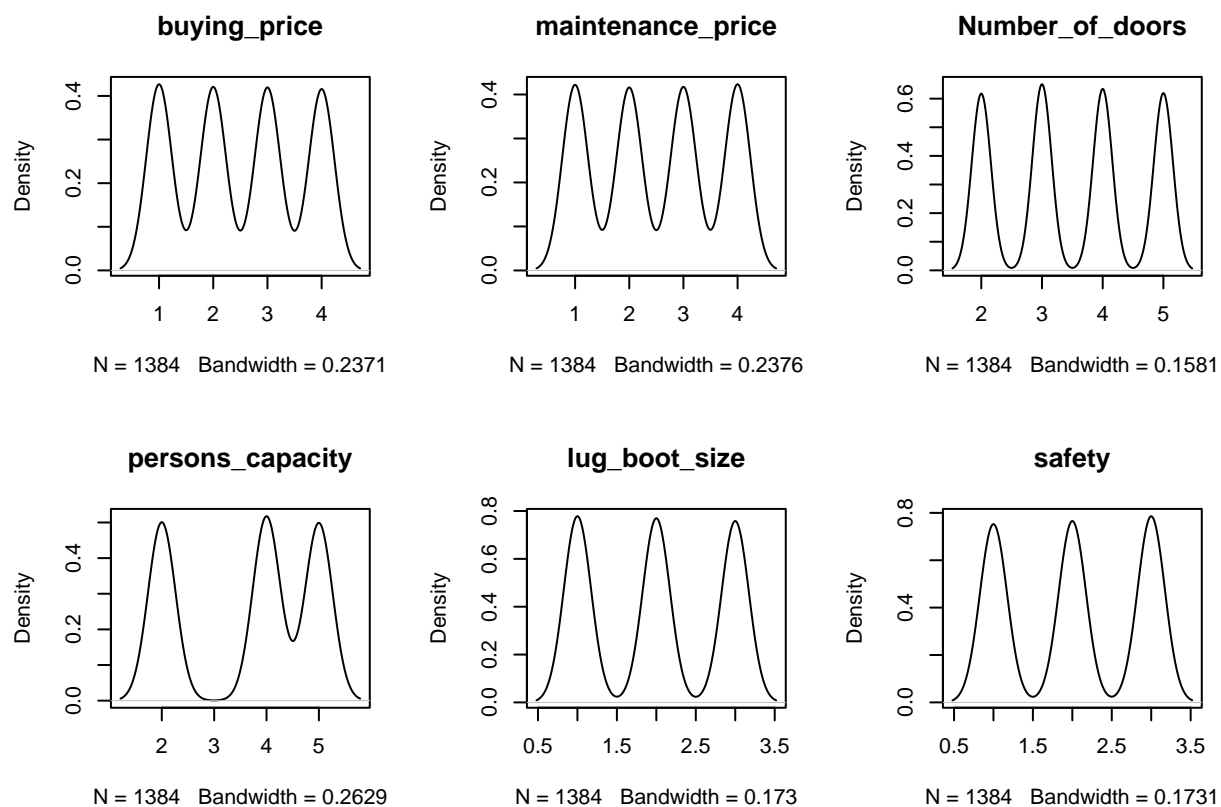 buying_price
Density
0.0 0.2 0.4
1 2 3 4
N = 1384 Bandwidth = 0.2371
maintenance_price
Density
0.0 0.2 0.4
1 2 3 4
N = 1384 Bandwidth = 0.2376
Number_of_doors
Density
0.0 0.2 0.4 0.6
2 3 4 5
N = 1384 Bandwidth = 0.1581
persons_capacity
Density
0.0 0.2 0.4
2 3 4 5
N = 1384 Bandwidth = 0.2629
lug_boot_size
Density
0.0 0.2 0.4 0.6 0.8
0.5 1.5 2.5 3.5
N = 1384 Bandwidth = 0.173
safety
Density
0.0 0.4 0.8
0.5 1.5 2.5 3.5
N = 1384 Bandwidth = 0.1731